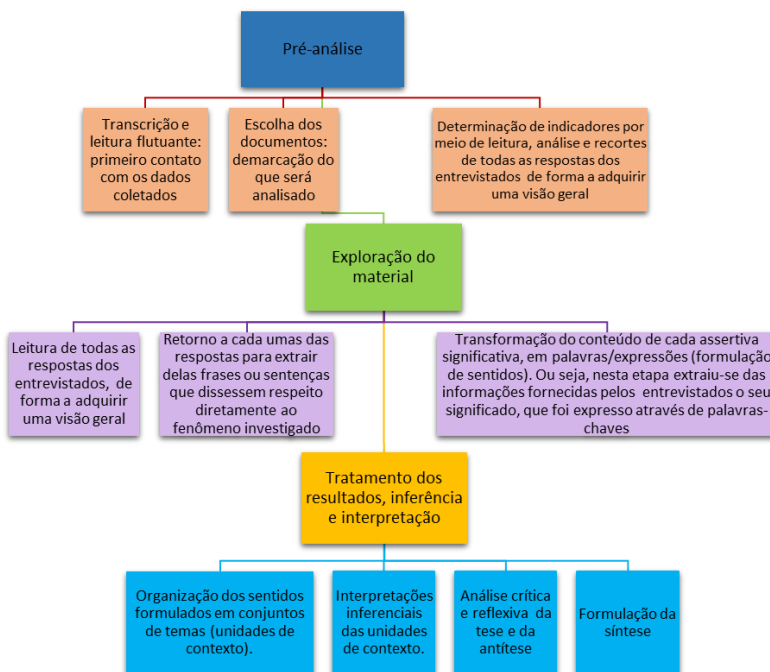 Pré-análise
Transcrição e
leitura flutuante:
primeiro contato
com os dados
coletados
Escolha dos
documentos:
demarcação do
que será
analisado
Determinação de indicadores por
meio de leitura, análise e recortes
de todas as respostas dos
entrevistados de forma a adquirir
uma visão geral
Exploração do
material
Leitura de todas as
respostas dos
entrevistados, de
forma a adquirir
uma visão geral
Retorno a cada umas das
respostas para extrair
delas frases ou sentenças
que dissessem respeito
diretamente ao
fenômeno investigado
Transformação do conteúdo de cada assertiva
significativa, em palavras/expressões (formulação
de sentidos). Ou seja, nesta etapa extraiu-se das
informações fornecidas pelos entrevistados o seu
significado, que foi expresso através de palavras-
chaves
Tratamento dos
resultados, inferência
e interpretação
Organização dos sentidos
formulados em conjuntos
de temas (unidades de
contexto).
Interpretações
inferenciais
das unidades
de contexto.
Análise crítica
e reflexiva da
tese e da
antítese
Formulação da
síntese